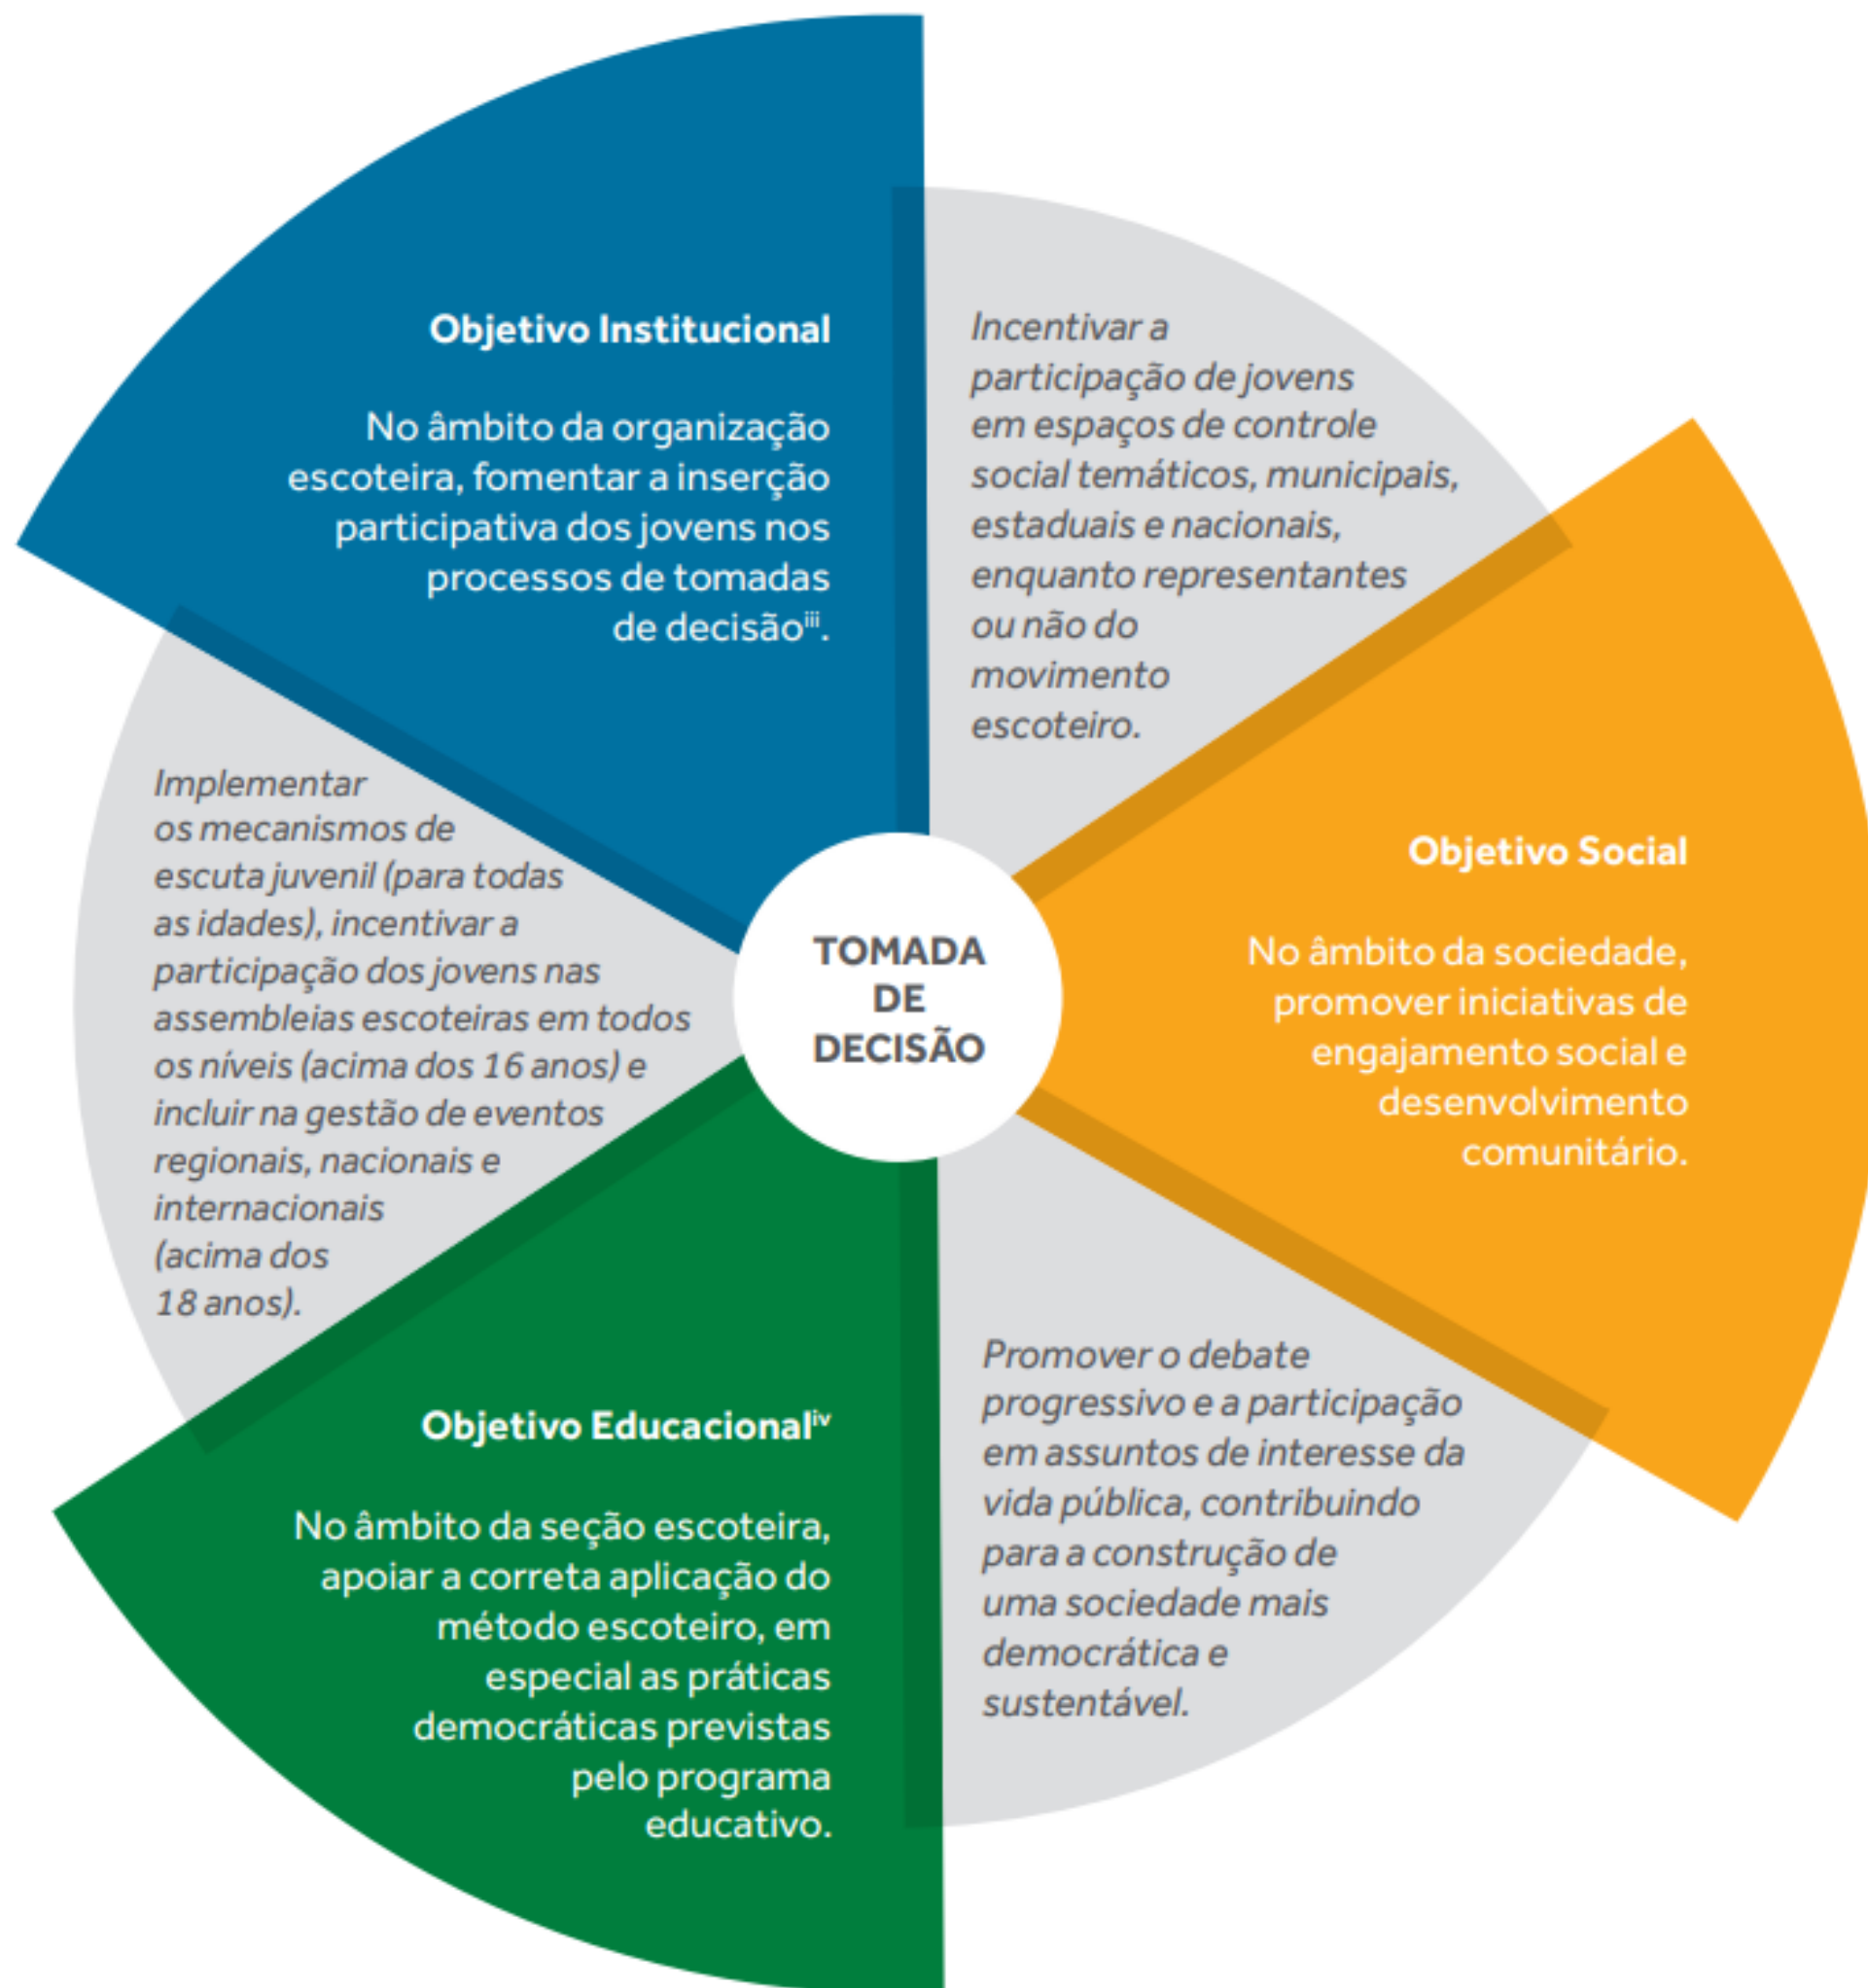 Objetivo Institucional
No âmbito da organização
escoteira, fomentar a inserção
participativa dos jovens nos
processos de tomadas
de decisãoⁱⁱⁱ.
Incentivar a
participação de jovens
em espaços de controle
social temáticos, municipais,
estaduais e nacionais,
enquanto representantes
ou não do
movimento
escoteiro.
Objetivo Social
No âmbito da sociedade,
promover iniciativas de
engajamento social e
desenvolvimento
comunitário.
Promover o debate
progressivo e a participação
em assuntos de interesse da
vida pública, contribuindo
para a construção de
uma sociedade mais
democrática e
sustentável.
Objetivo Educacionalⁱᵛ
No âmbito da seção escoteira,
apoiar a correta aplicação do
método escoteiro, em
especial as práticas
democráticas previstas
pelo programa
educativo.
Implementar
os mecanismos de
escuta juvenil (para todas
as idades), incentivar a
participação dos jovens nas
assembleias escoteiras em todos
os níveis (acima dos 16 anos) e
incluir na gestão de eventos
regionais, nacionais e
internacionais
(acima dos
18 anos).
TOMADA
DE
DECISÃO